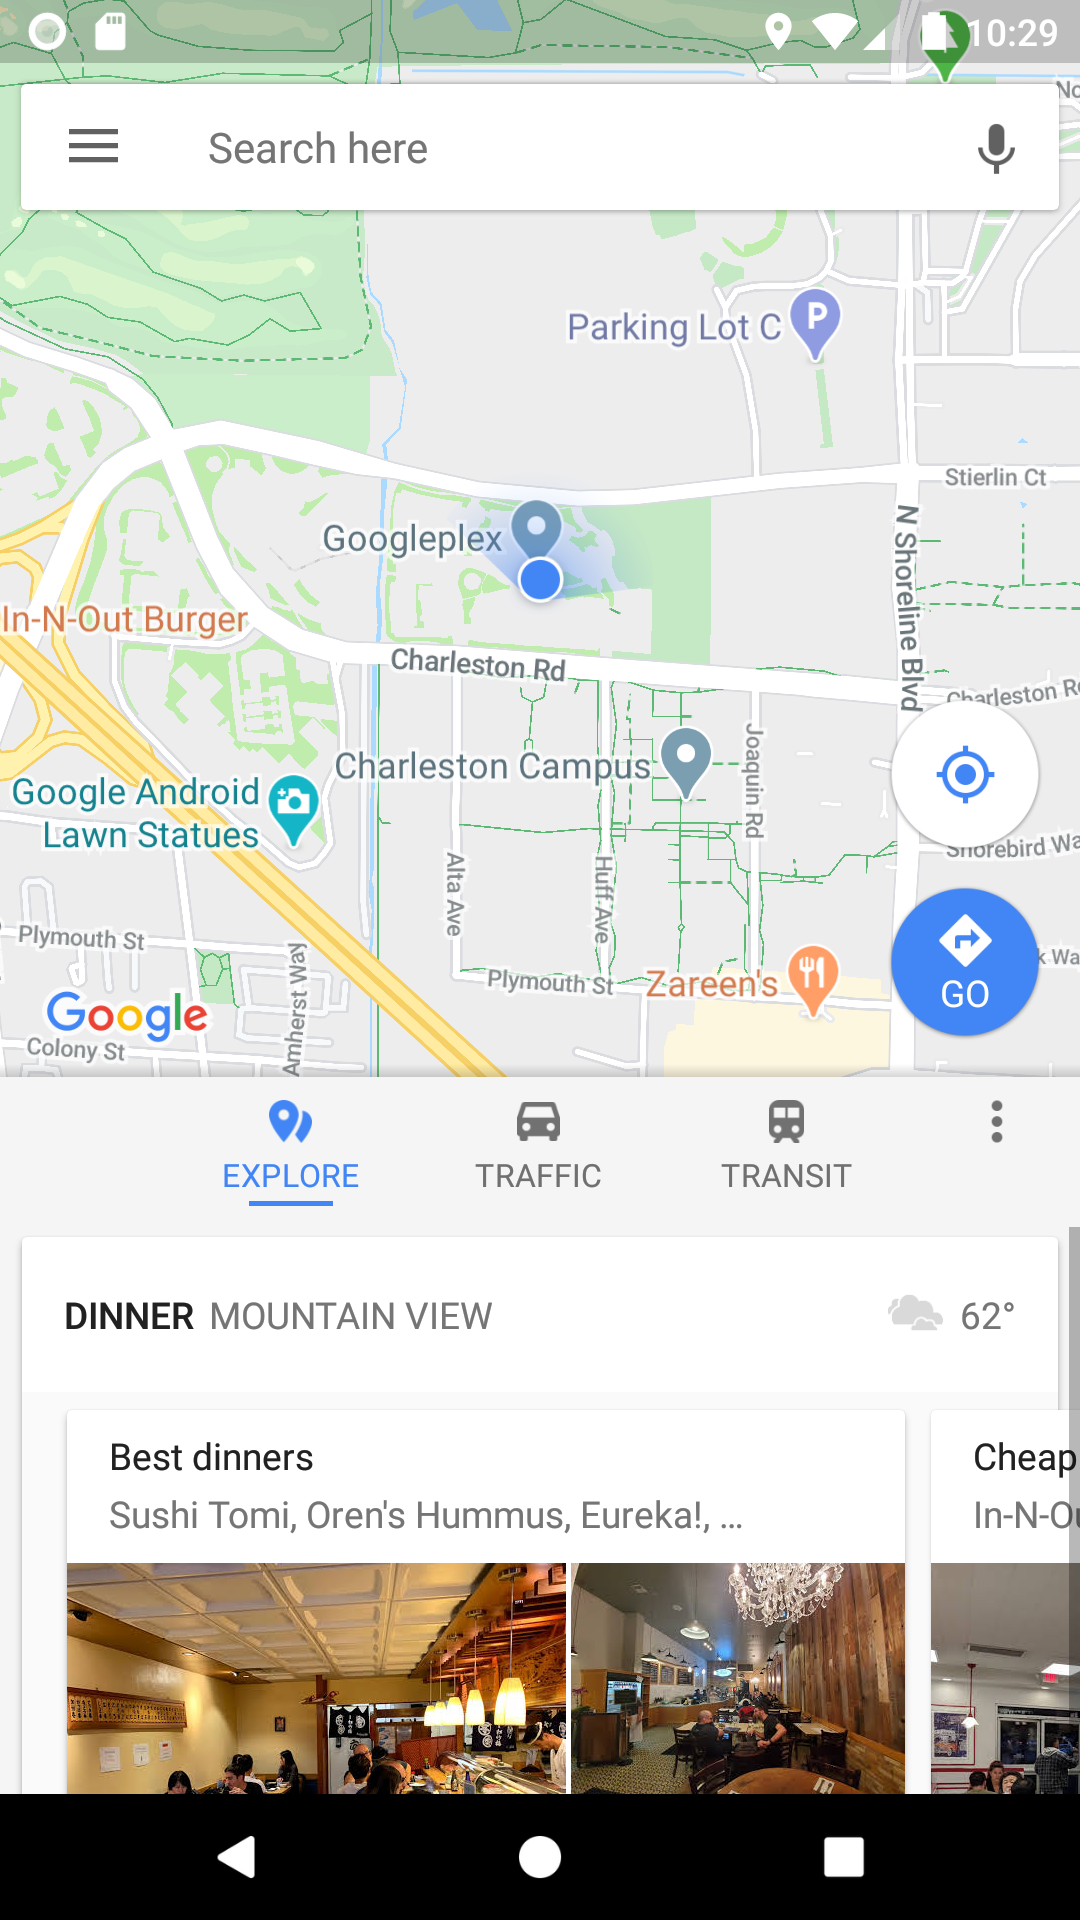 10:29
No
Search here
Parking Lot C
P
Stierlin Ct
Googleplex
N Shoreline Blvd
In-N-Out Burger
Charleston Rd
Charleston Rd
Charleston Campus
Joaquin Rd
Google Android
Lawn Statues
Shorebird Wa
Alta Ave
Huff Ave
Plymouth St
k Wa
Amherst Way
Plymouth St
Zareen's
GO
Google
Colony St
EXPLORE
TRAFFIC
TRANSIT
DINNER MOUNTAIN VIEW
62°
Best dinners
Sushi Tomi, Oren's Hummus, Eureka!, ...
Cheap
In-N-Ou